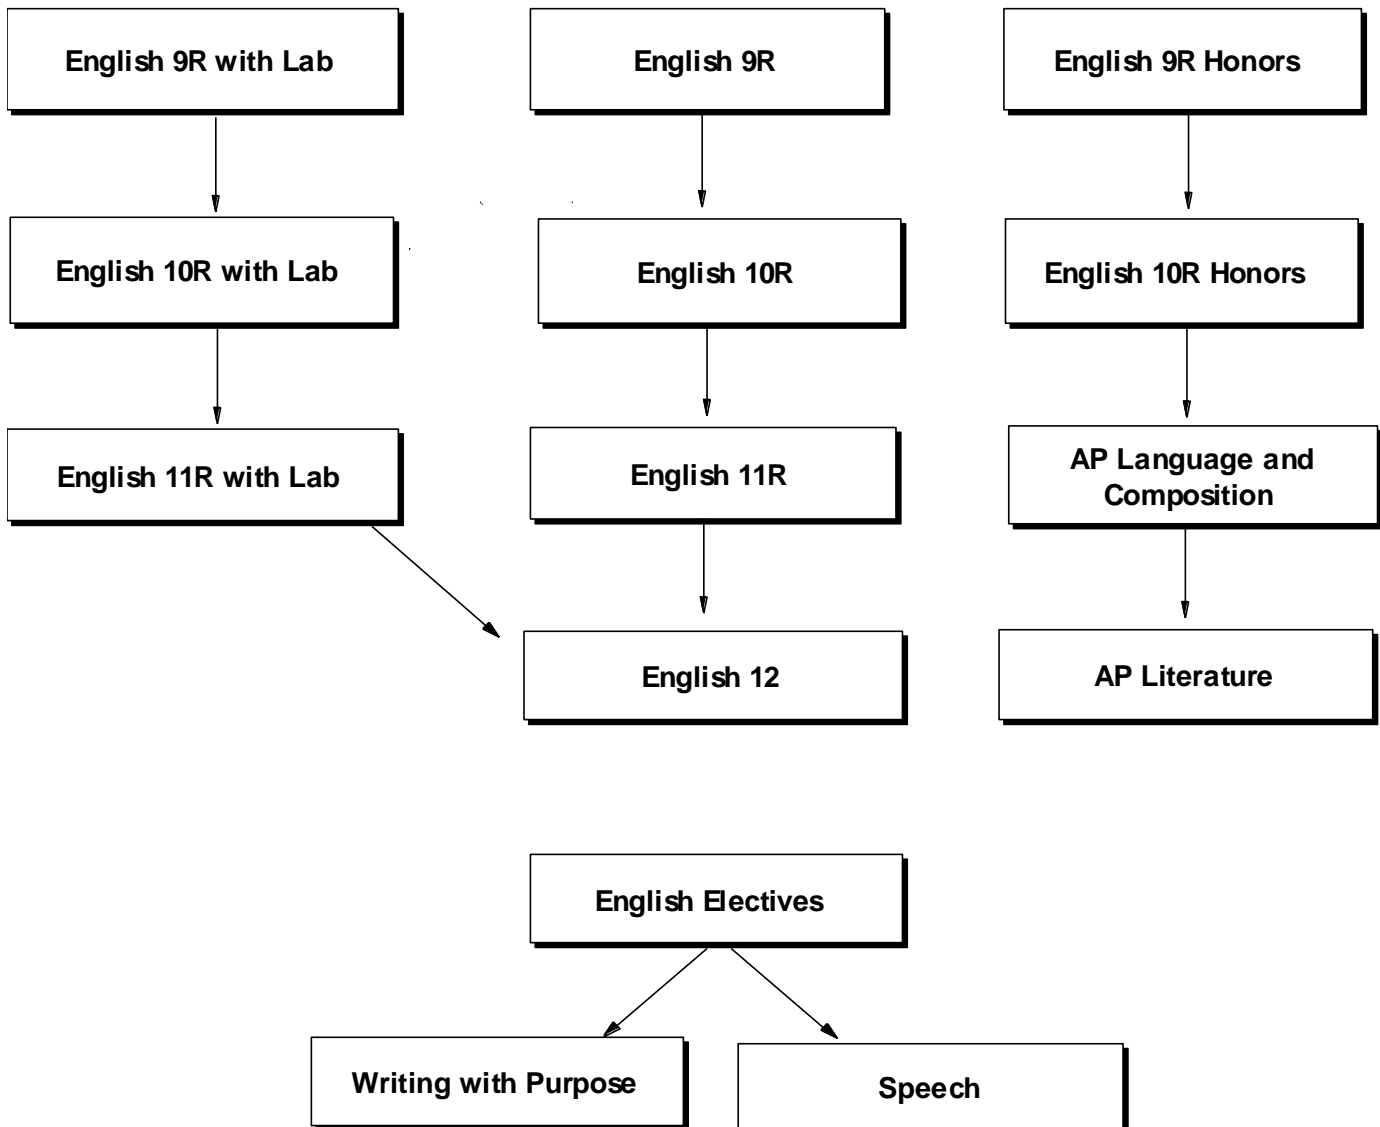 English 9R with Lab
English 9R
English 9R Honors
English 10R with Lab
English 10R
English 10R Honors
English 11R with Lab
English 11R
AP Language and
Composition
English 12
AP Literature
English Electives
Writing with Purpose
Speech